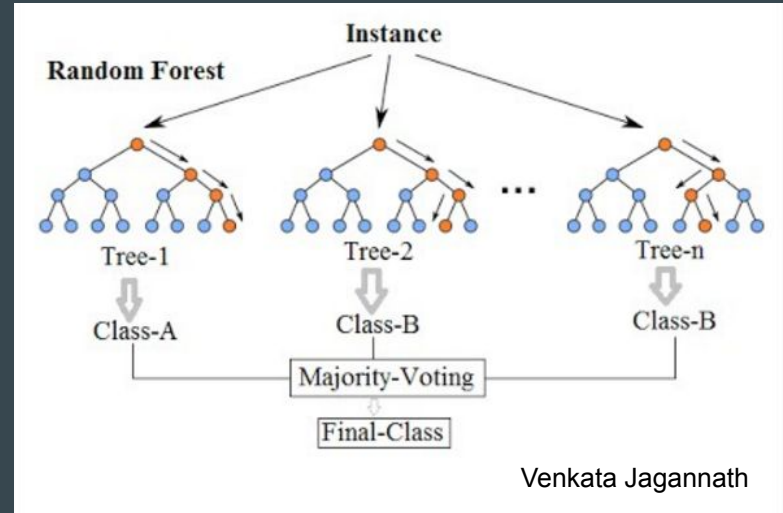 Instance
Random Forest
...
Tree-1 Tree-2 Tree-n
Class-A Class-B Class-B
Majority-Voting
Final-Class
Venkata Jagannath